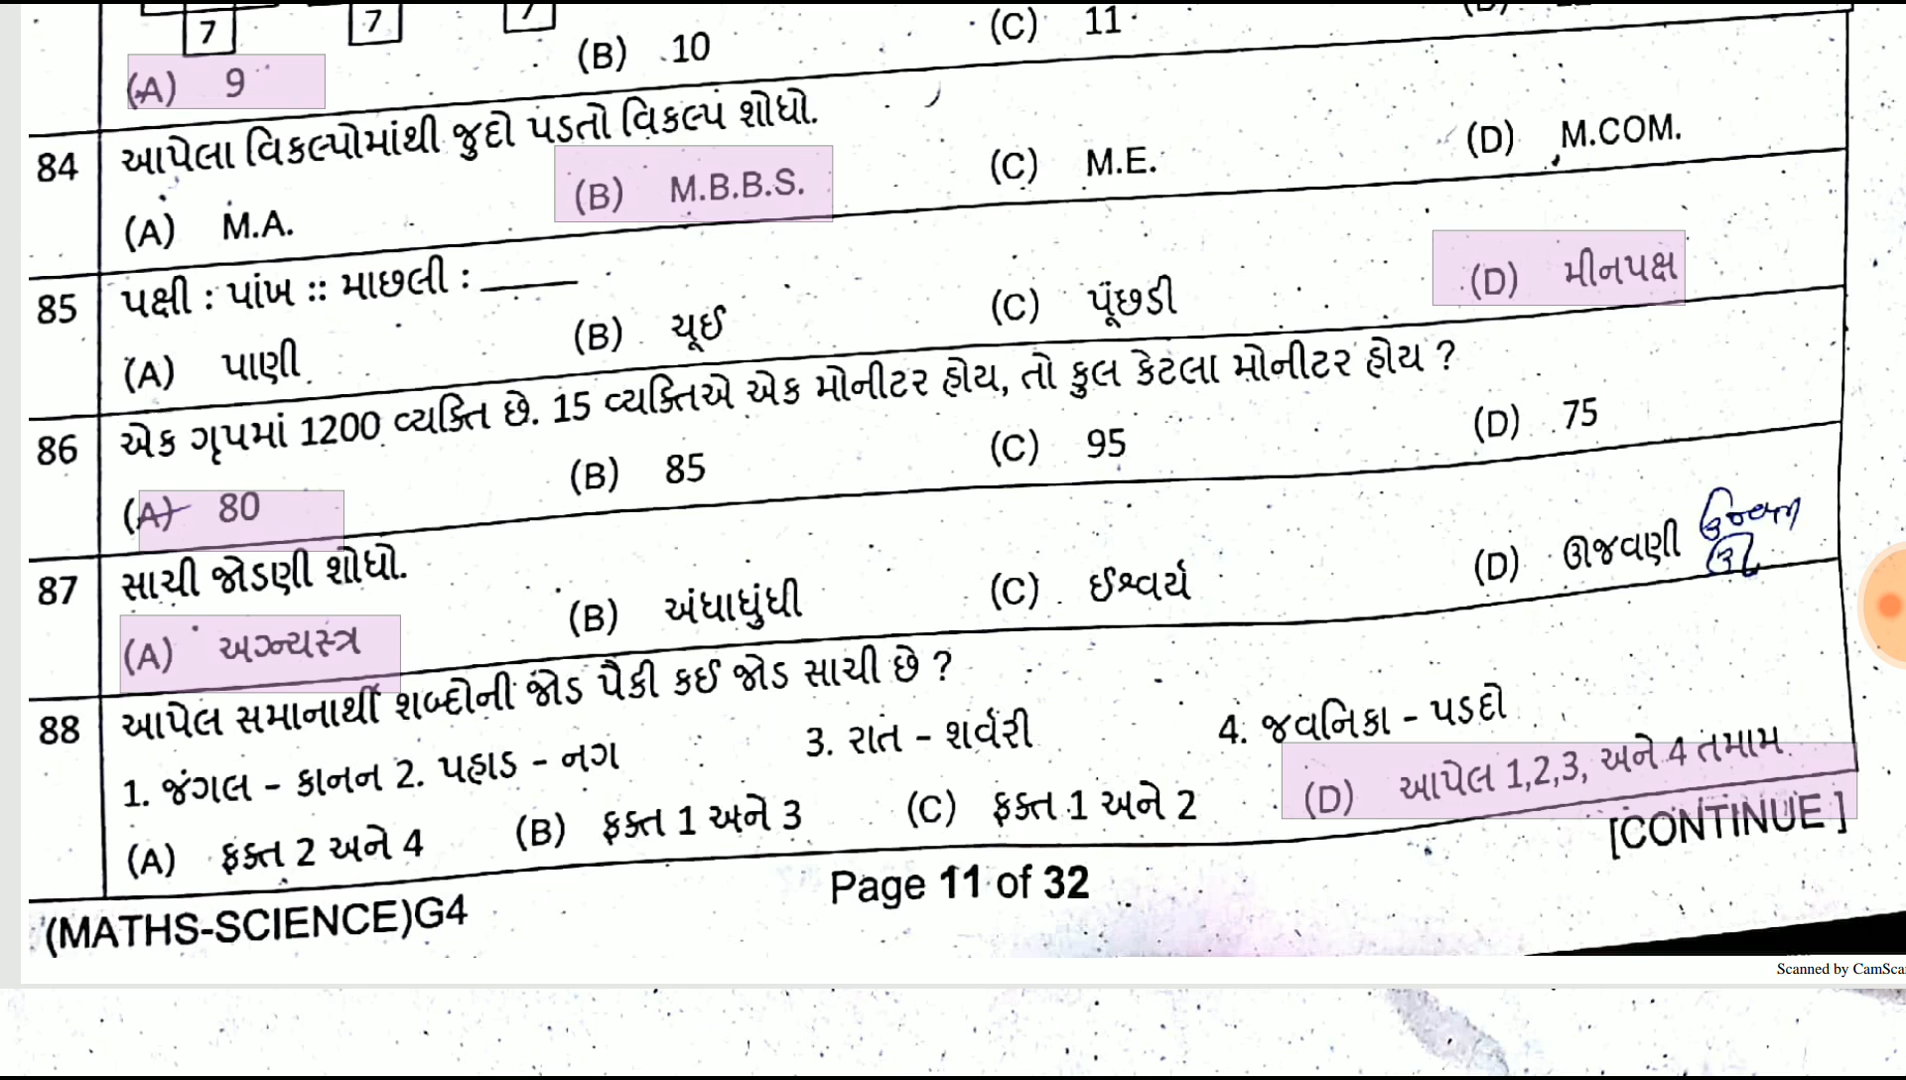 7 7 7
(A) 9 (B) 10 (C) 11
84 આપેલા વિકલ્પોમાંથી જુદો પડતો વિકલ્પ શોધો.
(A) M.A. (B) M.B.B.S. (C) M.E. (D) M.COM.
85 પક્ષી : પાંખ :: માછલી : ____
(A) પાણી (B) ચૂઈ (C) પૂંછડી (D) મીનપક્ષ
86 એક ગૃપમાં 1200 વ્યક્તિ છે. 15 વ્યક્તિએ એક મોનીટર હોય, તો કુલ કેટલા મોનીટર હોય ?
(A) 80 (B) 85 (C) 95 (D) 75
87 સાચી જોડણી શોધો.
(A) અગ્ન્યસ્ત્ર (B) અંધાધુંધી (C) ઈશ્વર્ય (D) ઊજવણી
88 આપેલ સમાનાર્થી શબ્દોની જોડ પૈકી કઈ જોડ સાચી છે ?
1. જંગલ - કાનન 2. પહાડ - નગ 3. રાત - શર્વરી 4. જવનિકા - પડદો
(A) ફક્ત 2 અને 4 (B) ફક્ત 1 અને 3 (C) ફક્ત 1 અને 2 (D) આપેલ 1,2,3, અને 4 તમામ
[CONTINUE]
(MATHS-SCIENCE)G4 Page 11 of 32
Scanned by CamSca